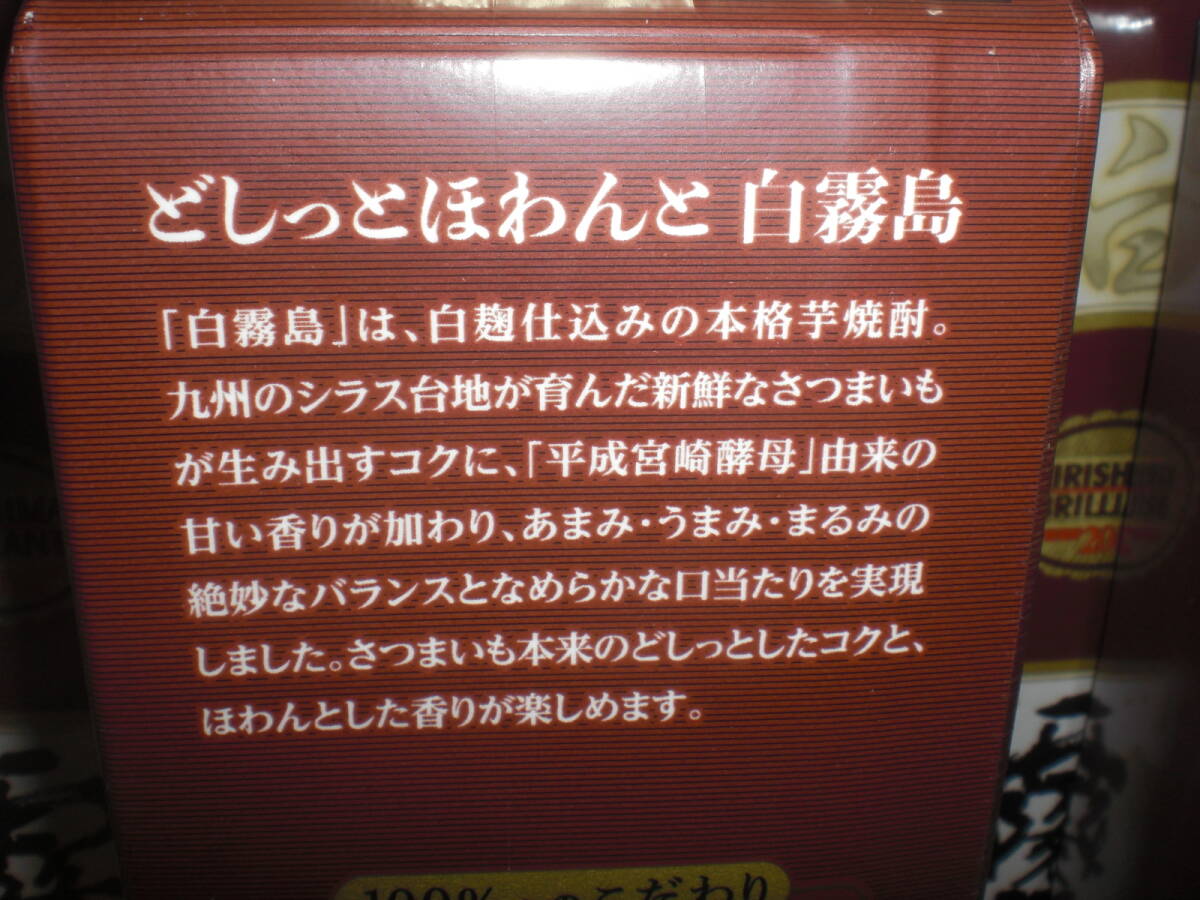 どしっとほわんと 白霧島
「白霧島」は、白麹仕込みの本格芋焼酎。
九州のシラス台地が育んだ新鮮なさつまいも
が生み出すコクに、「平成宮崎酵母」由来の
甘い香りが加わり、あまみ・うまみ・まるみの
絶妙なバランスとなめらかな口当たりを実現
しました。さつまいも本来のどしっとしたコクと、
ほわんとした香りが楽しめます。
100%へのこだわり